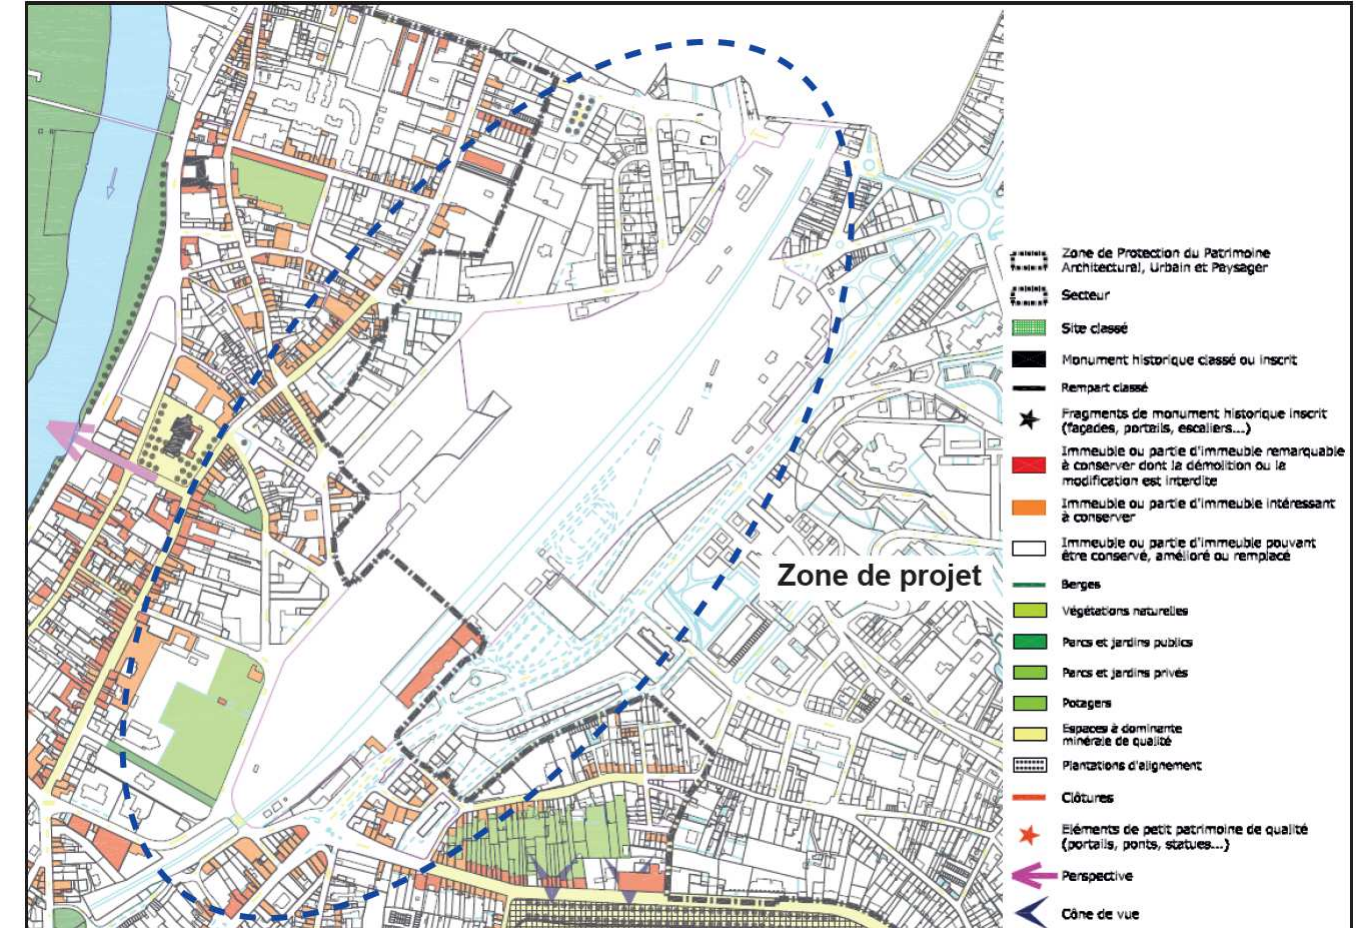 Zone de projet
Zone de Protection du Patrimoine
Architectural, Urbain et Paysager
Secteur
Site classé
Monument historique classé ou inscrit
Rempart classé
Fragments de monument historique inscrit
(façades, portails, escaliers...)
Immeuble ou partie d'immeuble remarquable
à conserver dont la démolition ou la
modification est interdite
Immeuble ou partie d'immeuble intéressant
à conserver
Immeuble ou partie d'immeuble pouvant
être conservé, amélioré ou remplacé
Berges
Végétations naturelles
Parcs et jardins publics
Parcs et jardins privés
Potagers
Espaces à dominante
minérale de qualité
Plantations d'alignement
Clôtures
Eléments de petit patrimoine de qualité
(portails, ponts, statues...)
Perspective
Cône de vue